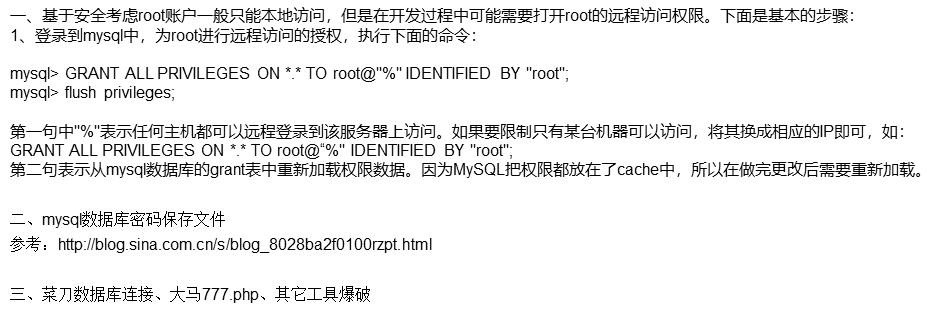 一、基于安全考虑root账户一般只能本地访问，但是在开发过程中可能需要打开root的远程访问权限。下面是基本的步骤：
1、登录到mysql中，为root进行远程访问的授权，执行下面的命令：
mysql> GRANT ALL PRIVILEGES ON *.* TO root@"%" IDENTIFIED BY "root";
mysql> flush privileges;
第一句中"%"表示任何主机都可以远程登录到该服务器上访问。如果要限制只有某台机器可以访问，将其换成相应的IP即可，如：
GRANT ALL PRIVILEGES ON *.* TO root@“%" IDENTIFIED BY "root";
第二句表示从mysql数据库的grant表中重新加载权限数据。因为MySQL把权限都放在了cache中，所以在做完更改后需要重新加载。
二、mysql数据库密码保存文件
参考：http://blog.sina.com.cn/s/blog_8028ba2f0100rzpt.html
三、菜刀数据库连接、大马777.php、其它工具爆破